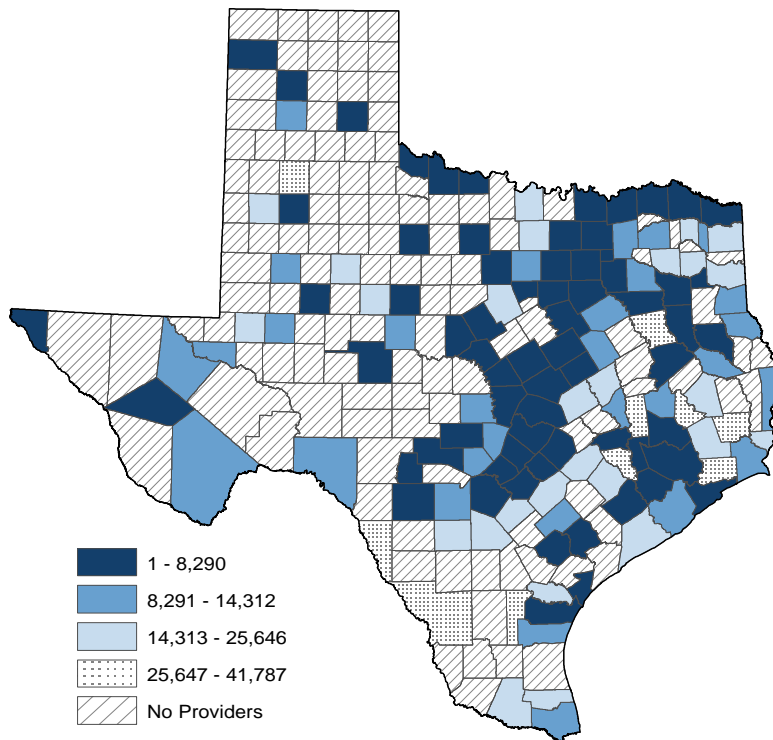 1 - 8,290
8,291 - 14,312
14,313 - 25,646
25,647 - 41,787
No Providers